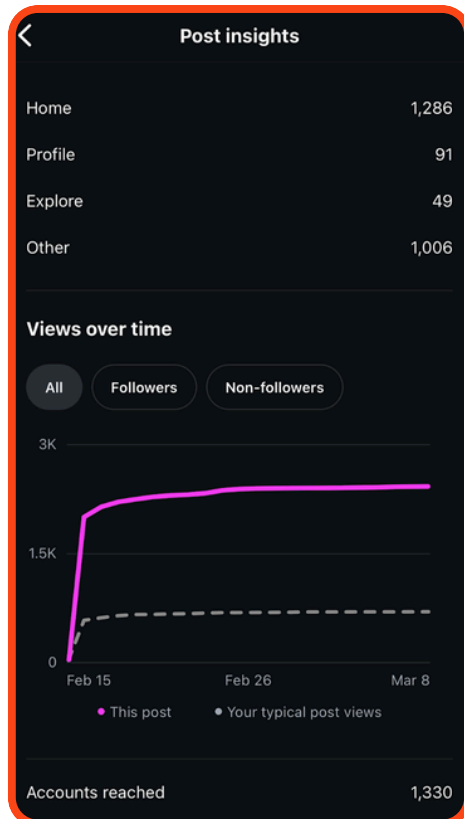 Post insights
Home 1,286
Profile 91
Explore 49
Other 1,006
Views over time
All Followers Non-followers
3K
1.5K
0
Feb 15 Feb 26 Mar 8
This post Your typical post views
Accounts reached 1,330